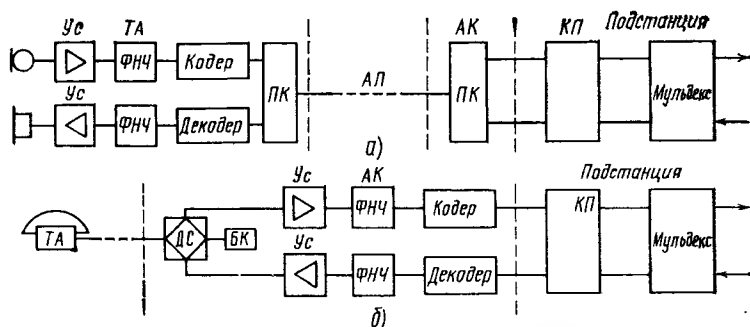 Ус ТА АК КП Подстанция
ФНЧ Кодер
ПК АЛ ПК Мульдекс
Ус
ФНЧ Декодер
а)
Ус АК Подстанция
ФНЧ Кодер КП
ТА ДС БК Мульдекс
Ус
ФНЧ Декодер
б)